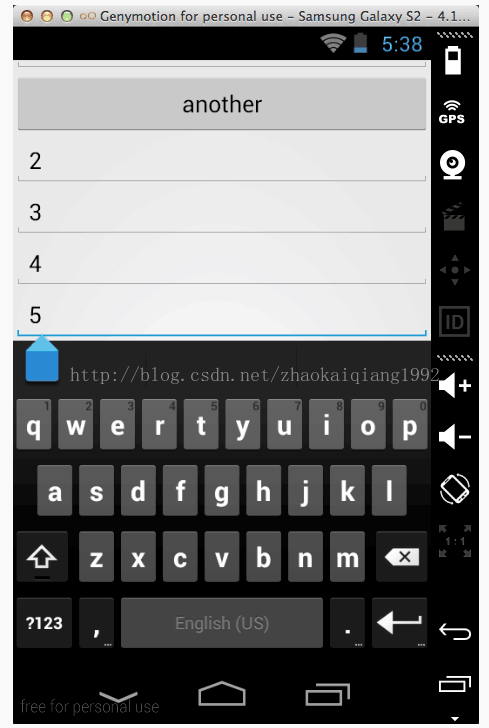 Genymotion for personal use - Samsung Galaxy S2 - 4.1...
5:38
another
GPS
2
3
4
5
ID
http://blog.csdn.net/zhaokaiqiang1992
1 2 3 4 5 6 7 8 9 0
q w e r t y u i o p
a s d f g h j k l
1:1
z x c v b n m
?123 , ... English (US) . ...
free for personal use